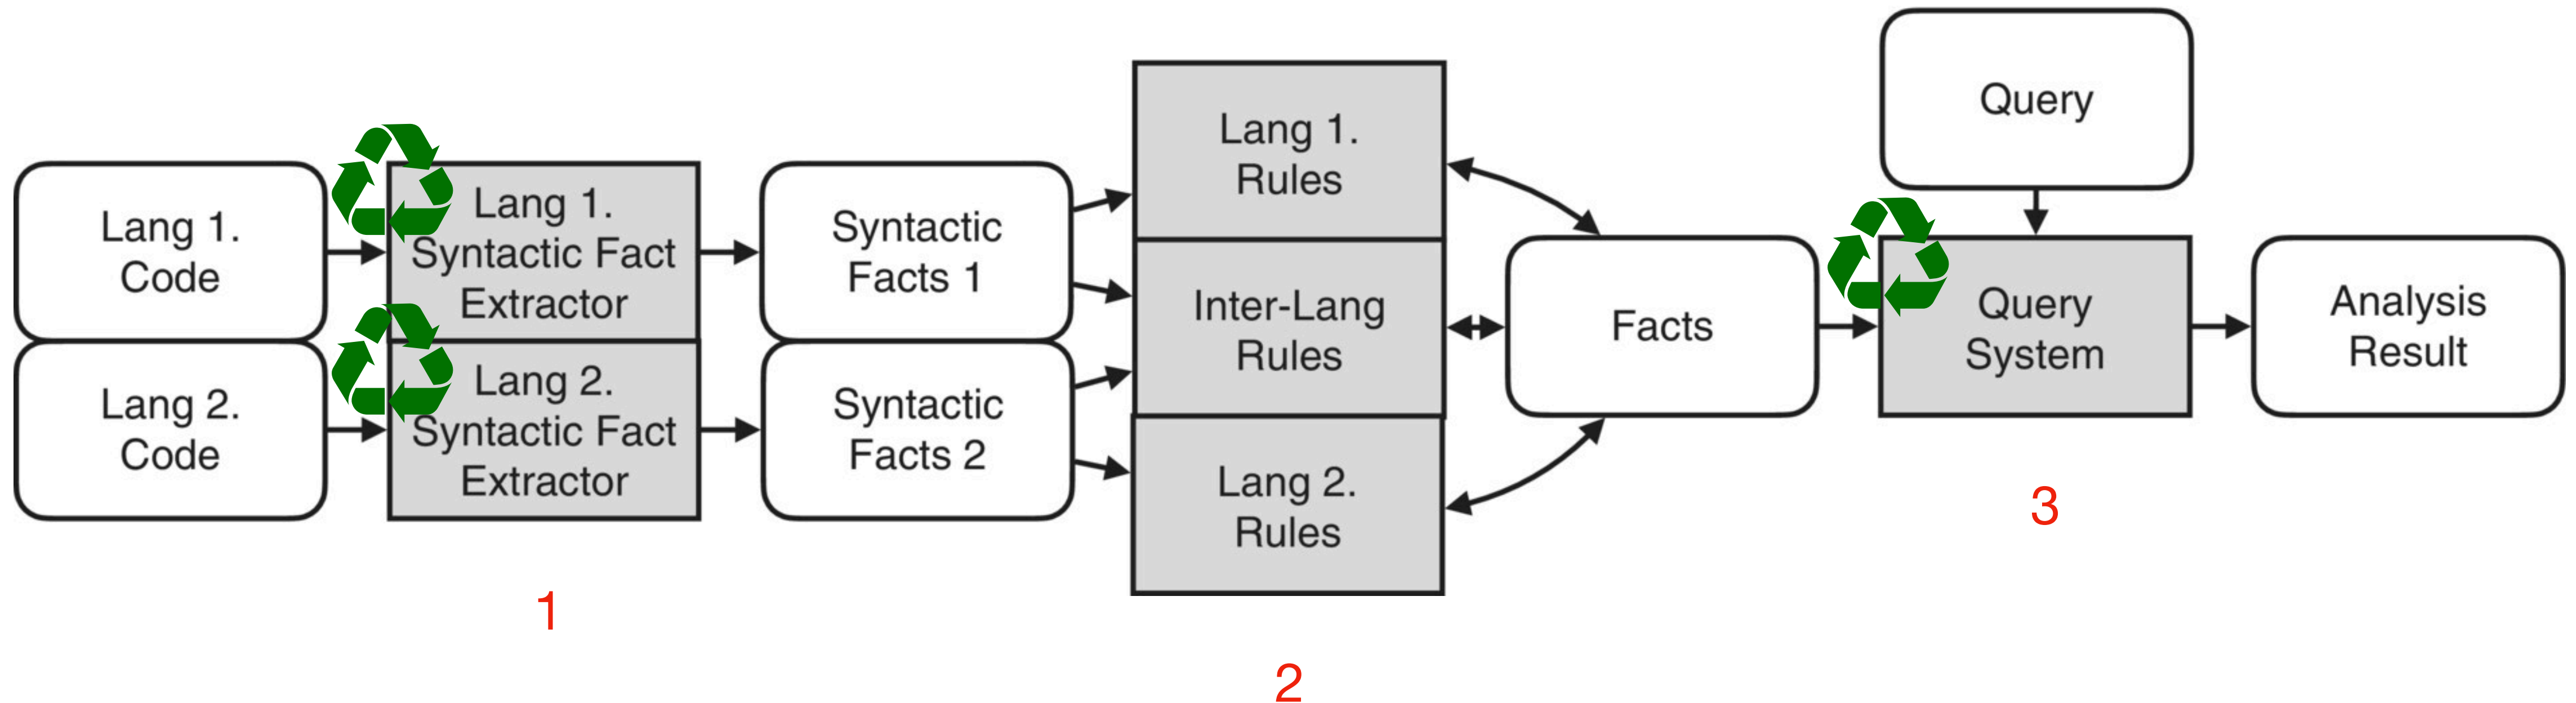 Lang 1.
Code
Lang 2.
Code
Lang 1.
Syntactic Fact
Extractor
Lang 2.
Syntactic Fact
Extractor
1
Syntactic
Facts 1
Syntactic
Facts 2
Lang 1.
Rules
Inter-Lang
Rules
Lang 2.
Rules
2
Facts
Query
Query
System
3
Analysis
Result